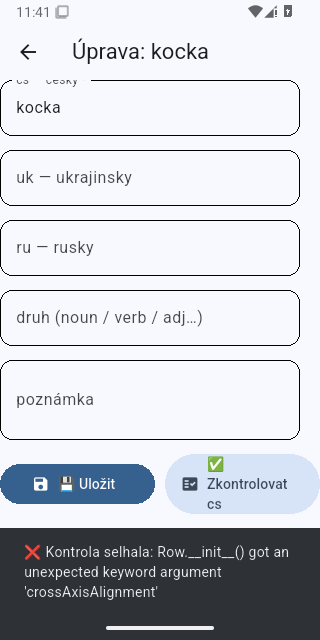 11:41
Úprava: kocka
cs — česky
kocka
uk — ukrajinsky
ru — rusky
druh (noun / verb / adj…)
poznámka
💾 Uložit
✅
Zkontrolovat
cs
❌ Kontrola selhala: Row.__init__() got an
unexpected keyword argument
'crossAxisAlignment'